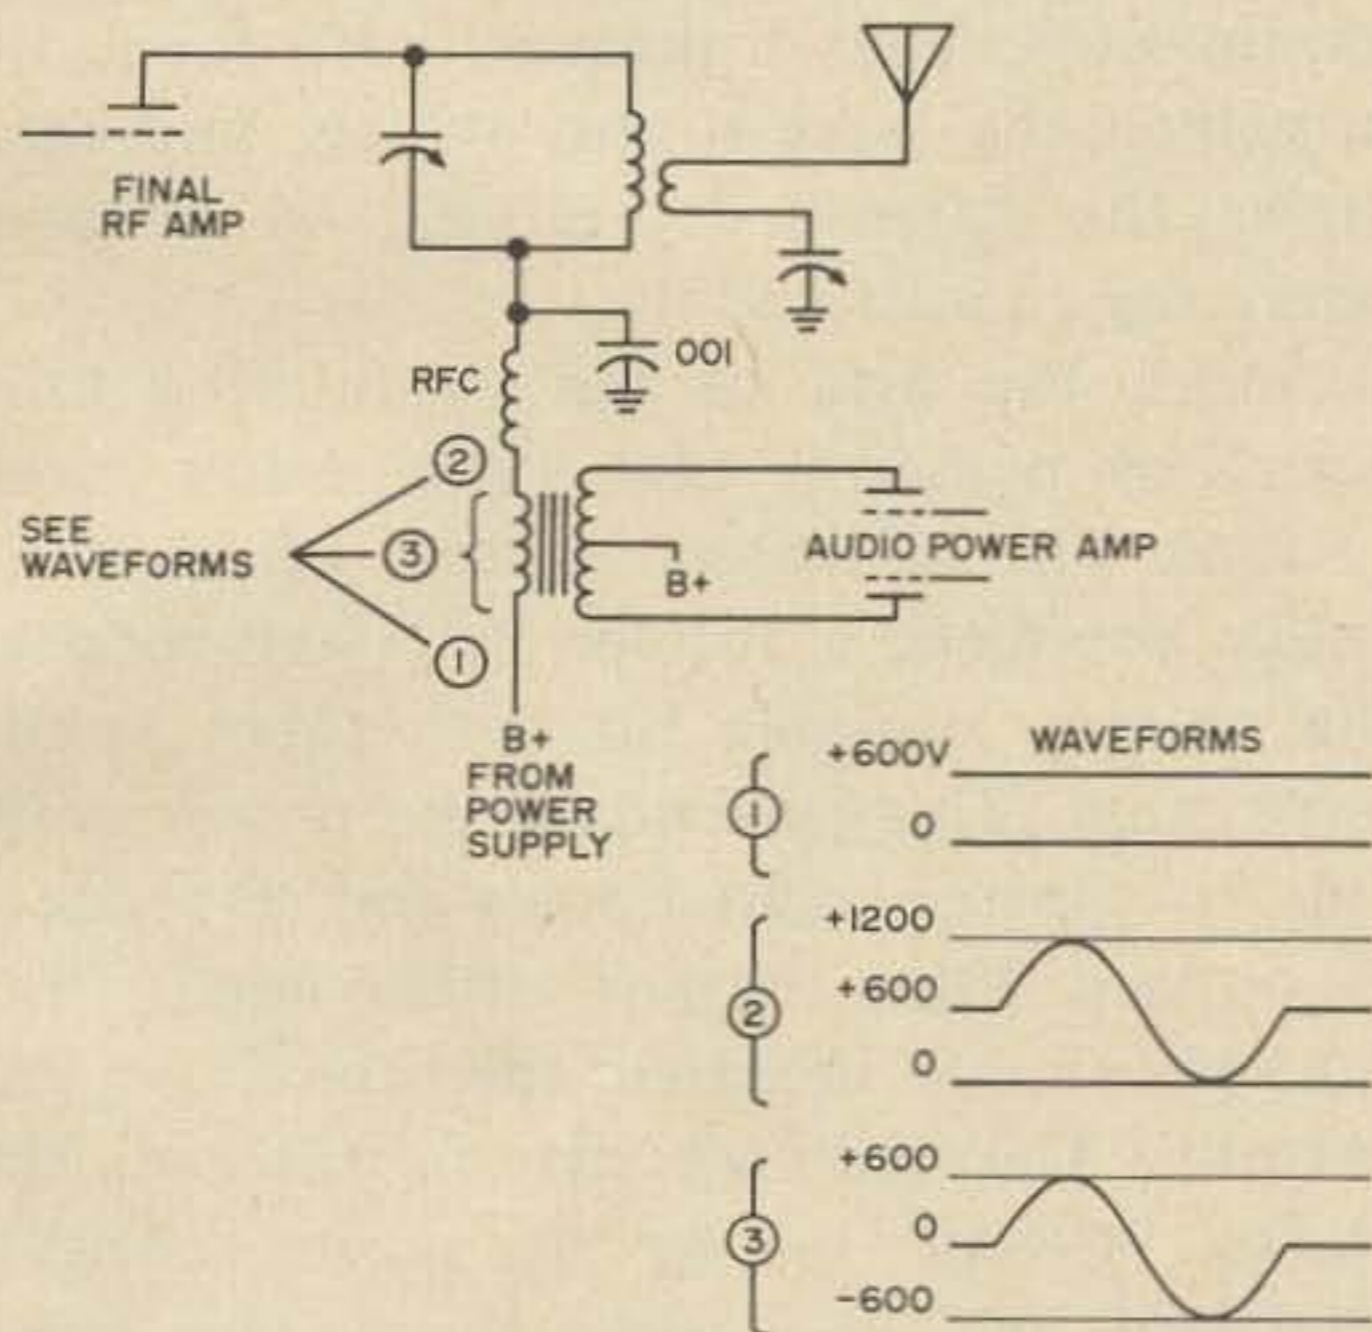 FINAL
RF AMP
001
RFC
2
SEE
WAVEFORMS
3
AUDIO POWER AMP
B+
1
B+
FROM
POWER
SUPPLY
WAVEFORMS
1
+600V
0
2
+1200
+600
0
3
+600
0
-600